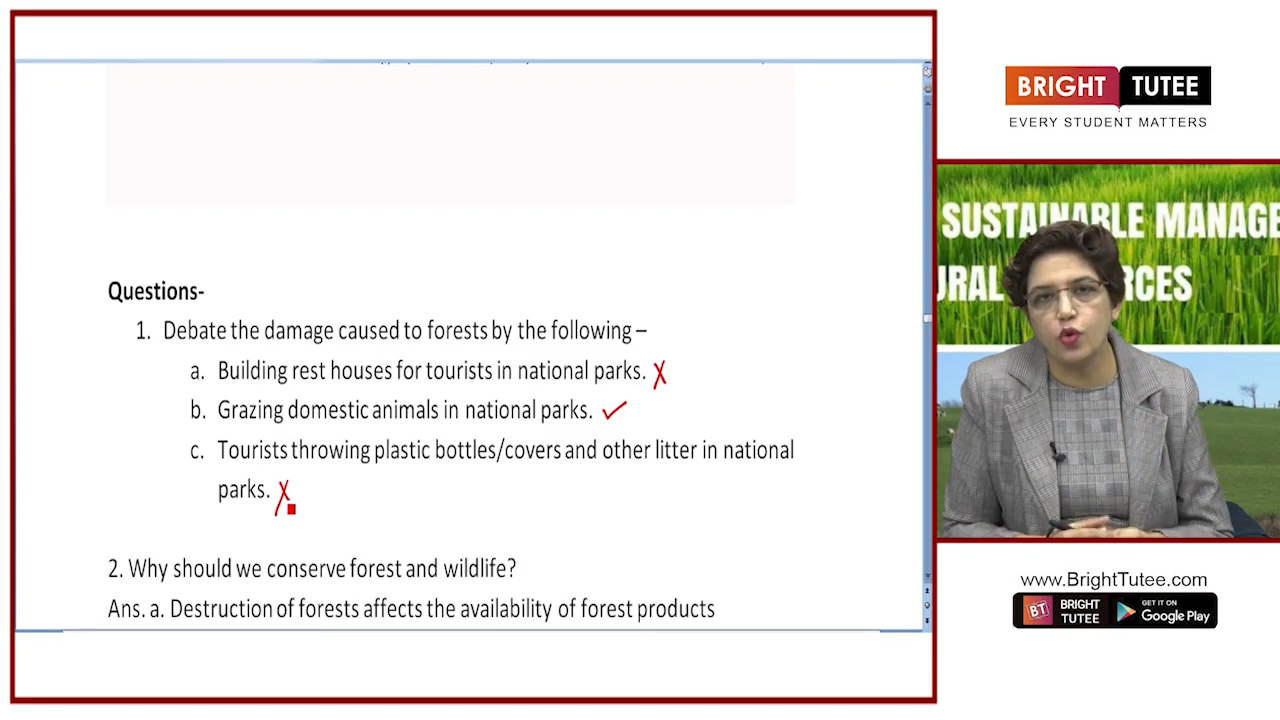 BRIGHT TUTEE
EVERY STUDENT MATTERS
SUSTAINABLE MANAGE
URAL RCES
Questions-
1. Debate the damage caused to forests by the following –
a. Building rest houses for tourists in national parks.
b. Grazing domestic animals in national parks.
c. Tourists throwing plastic bottles/covers and other litter in national
parks.
2. Why should we conserve forest and wildlife?
Ans. a. Destruction of forests affects the availability of forest products
www.BrightTutee.com
BT BRIGHT TUTEE
GET IT ON
Google Play